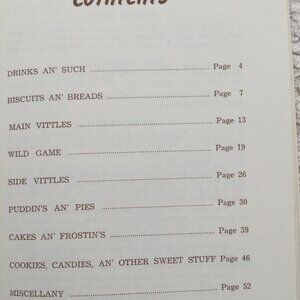 CONTENTS
DRINKS AN' SUCH ........ Page 4
BISCUITS AN' BREADS ........ Page 7
MAIN VITTLES ........ Page 13
WILD GAME ........ Page 19
SIDE VITTLES ........ Page 26
PUDDIN'S AN' PIES ........ Page 30
CAKES AN' FROSTIN'S ........ Page 39
COOKIES, CANDIES, AN' OTHER SWEET STUFF Page 46
MISCELLANY ........ Page 52